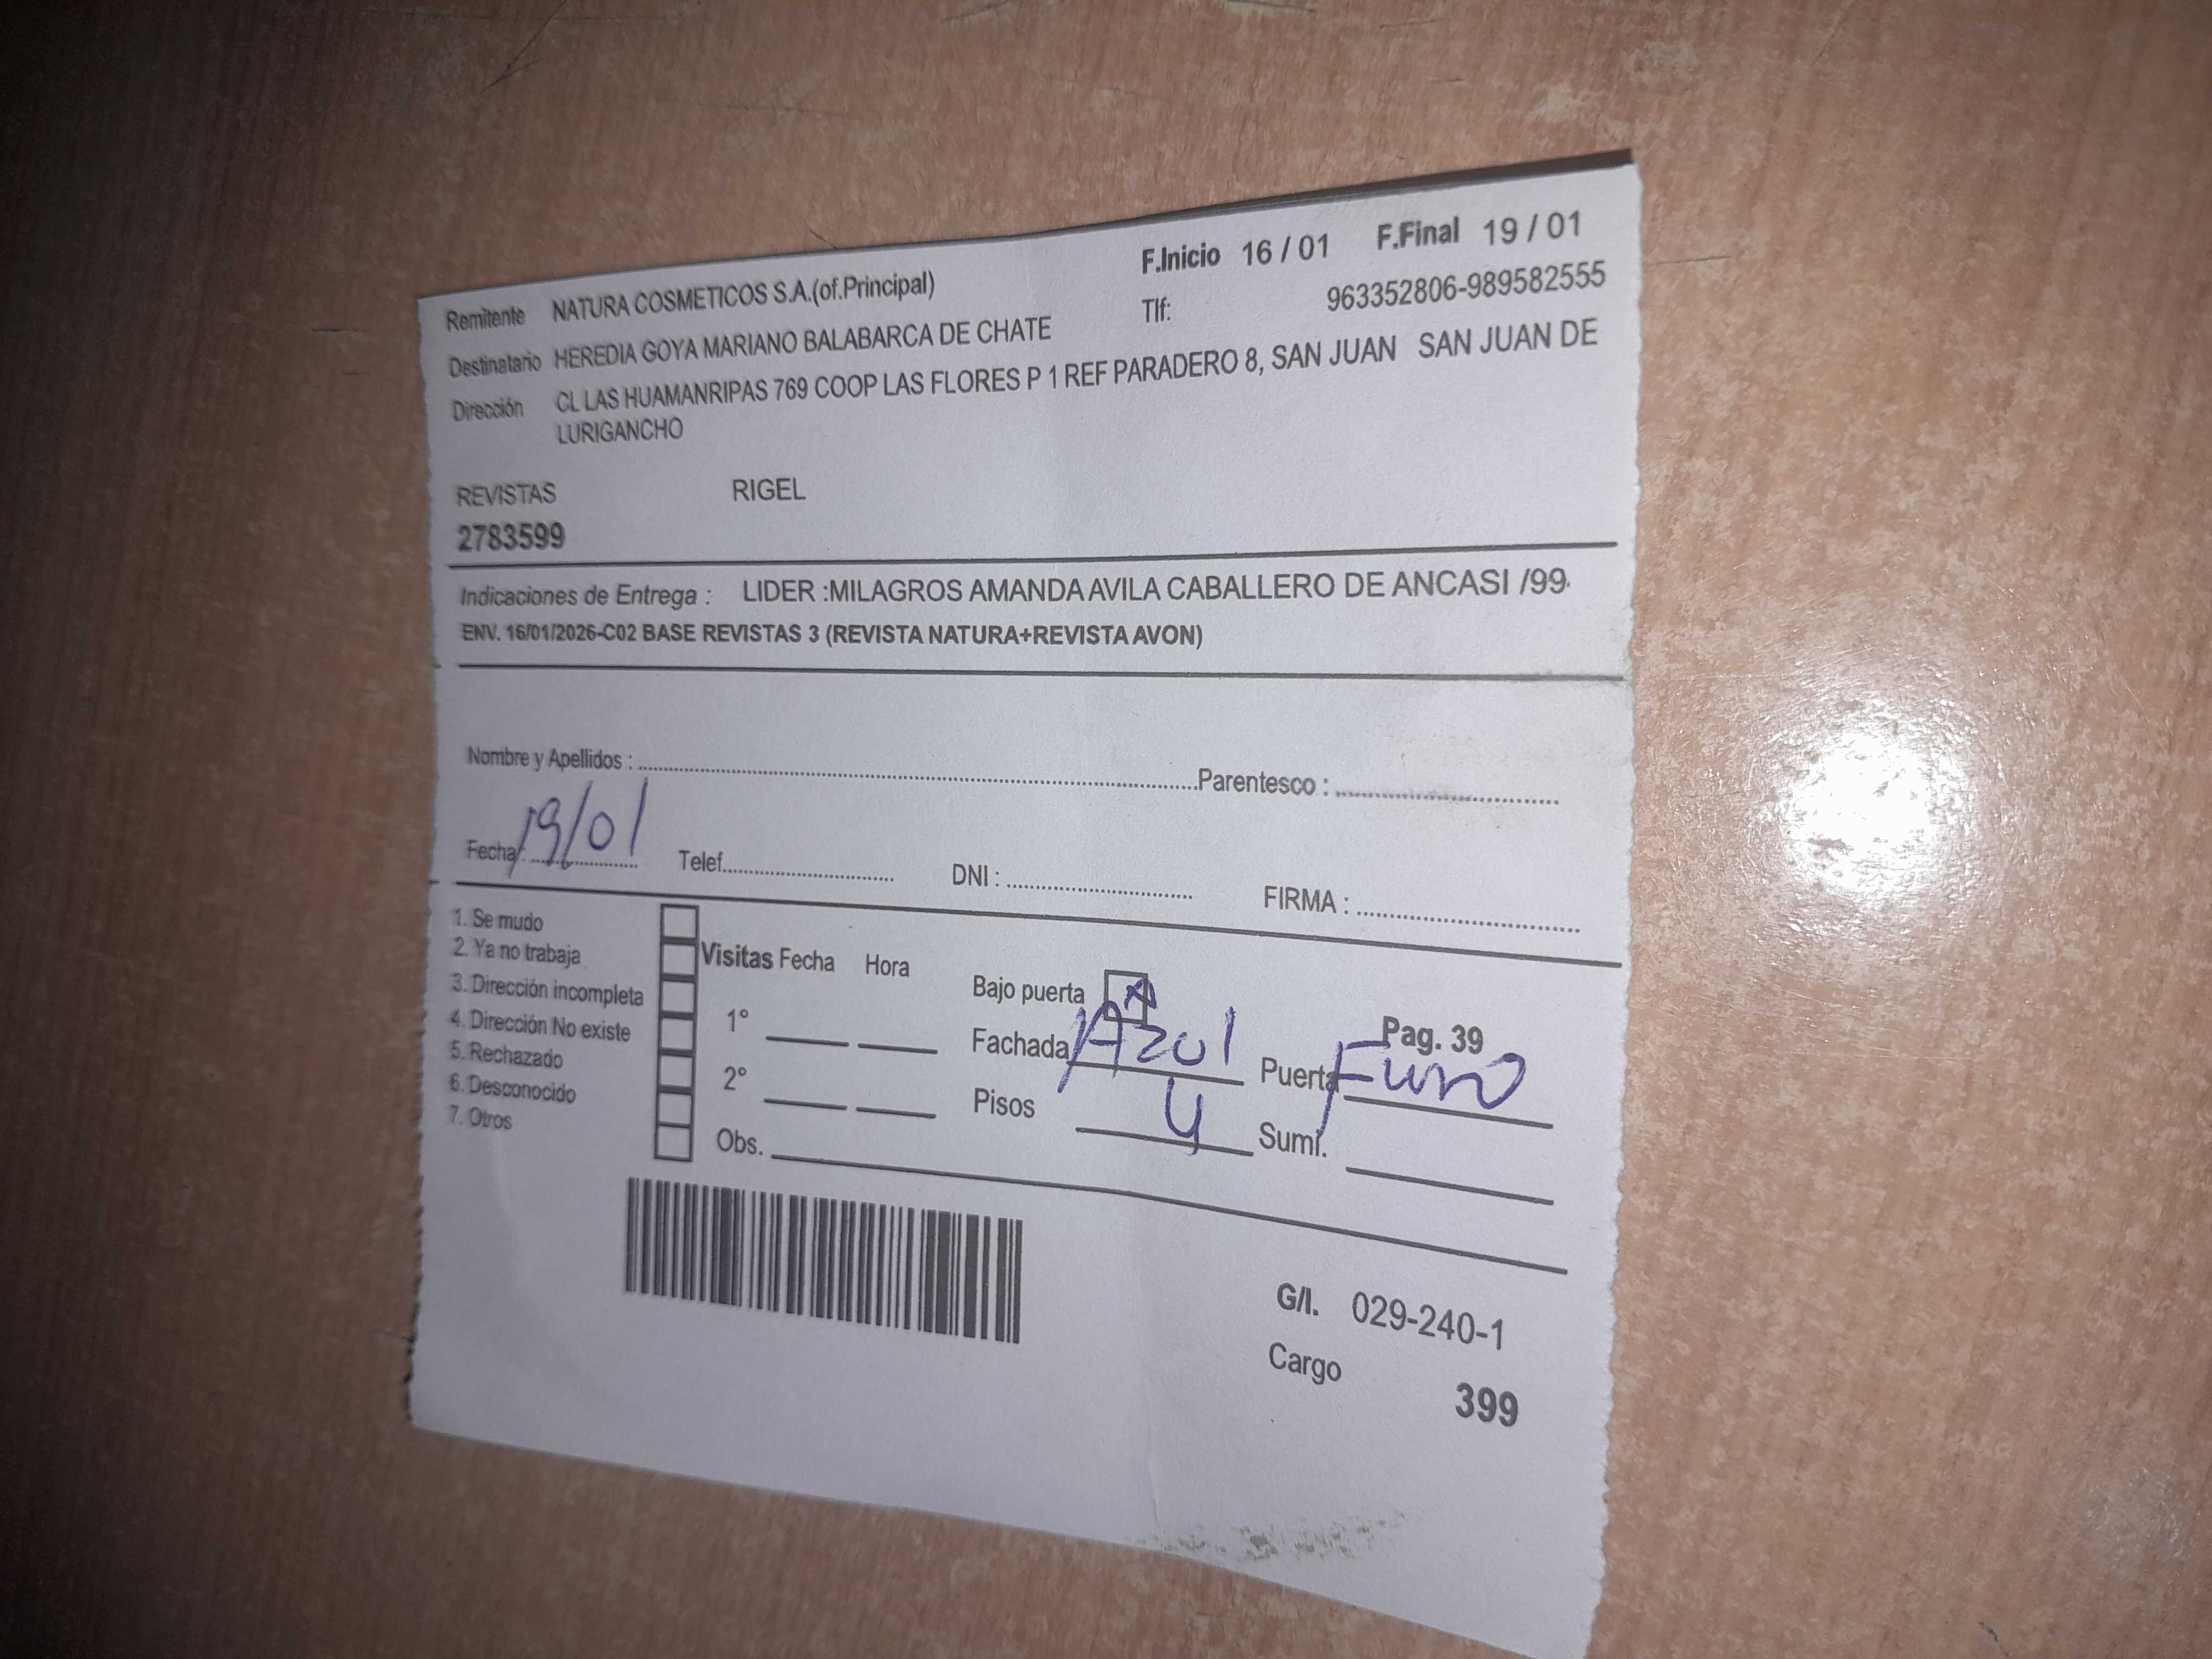 F.Inicio 16 / 01 F.Final 19 / 01
Remitente NATURA COSMETICOS S.A.(of.Principal)
Tlf: 963352806-989582555
Destinatario HEREDIA GOYA MARIANO BALABARCA DE CHATE
Dirección CL LAS HUAMANRIPAS 769 COOP LAS FLORES P 1 REF PARADERO 8, SAN JUAN SAN JUAN DE
LURIGANCHO
REVISTAS RIGEL
2783599
Indicaciones de Entrega : LIDER :MILAGROS AMANDA AVILA CABALLERO DE ANCASI /99
ENV. 16/01/2026-C02 BASE REVISTAS 3 (REVISTA NATURA+REVISTA AVON)
Nombre y Apellidos : Parentesco :
Fecha: 19/01 Telef. DNI : FIRMA :
1. Se mudo
2. Ya no trabaja
3. Dirección incompleta
4. Dirección No existe
5. Rechazado
6. Desconocido
7. Otros
Visitas Fecha Hora
1°
2°
Obs.
Bajo puerta X
Pag. 39
Fachada Azul Puerta
Pisos 4 Sumi.
G/I. 029-240-1
Cargo
399